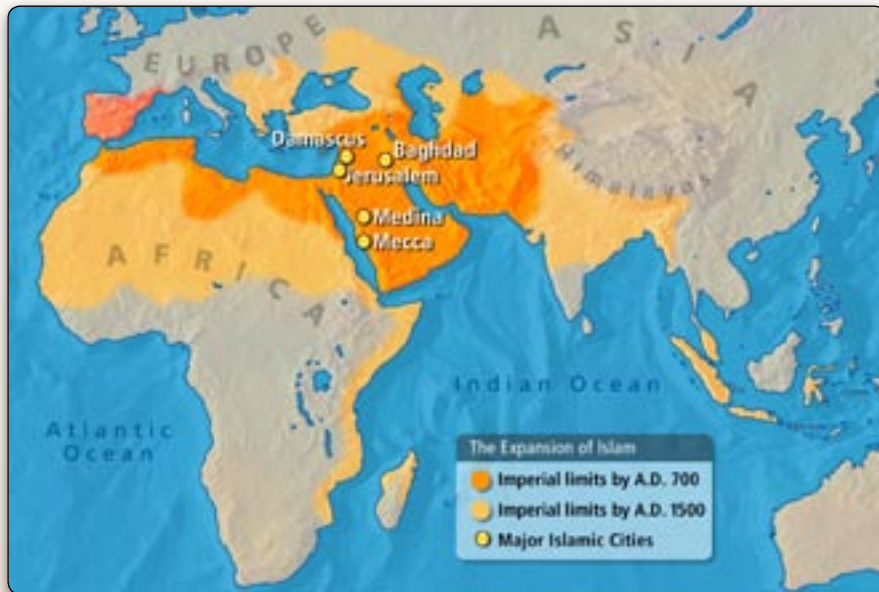 EUROPE
ASIA
Damascus
Baghdad
Jerusalem
Himalayas
Medina
Mecca
AFRICA
Indian Ocean
Atlantic
Ocean
The Expansion of Islam
Imperial limits by A.D. 700
Imperial limits by A.D. 1500
Major Islamic Cities